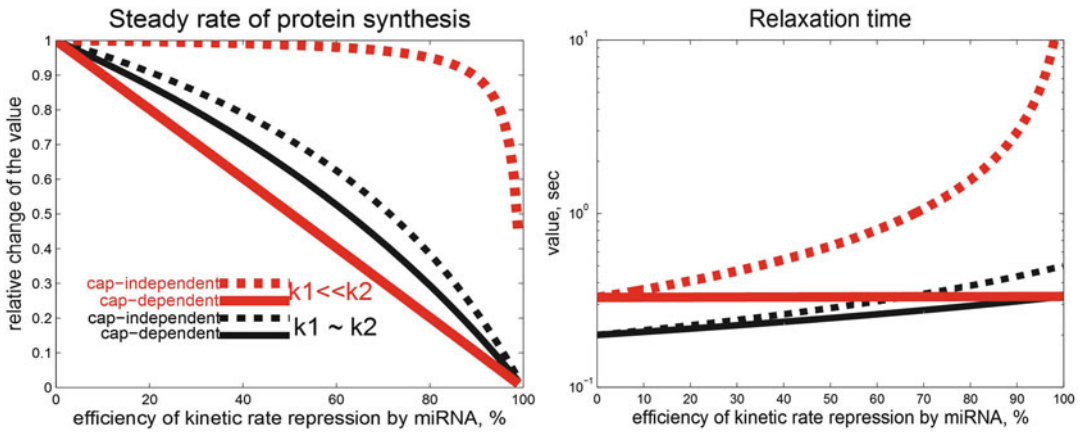 Steady rate of protein synthesis
relative change of the value
1
0.9
0.8
0.7
0.6
0.5
0.4
0.3
0.2
0.1
0
cap-independent
cap-dependent
k1<<k2
cap-independent
cap-dependent
k1 ~ k2
0 20 40 60 80 100
efficiency of kinetic rate repression by miRNA, %
Relaxation time
value, sec
10^1
10^0
10^-1
0 10 20 30 40 50 60 70 80 90 100
efficiency of kinetic rate repression by miRNA, %